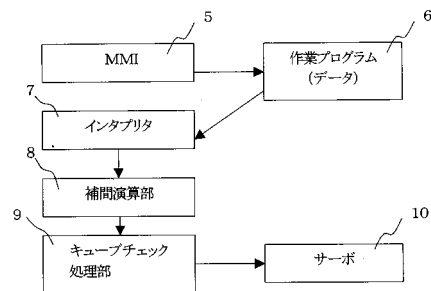 5
MMI
6
作業プログラム
(データ)
7
インタプリタ
8
補間演算部
9
キューブチェック
処理部
10
サーボ